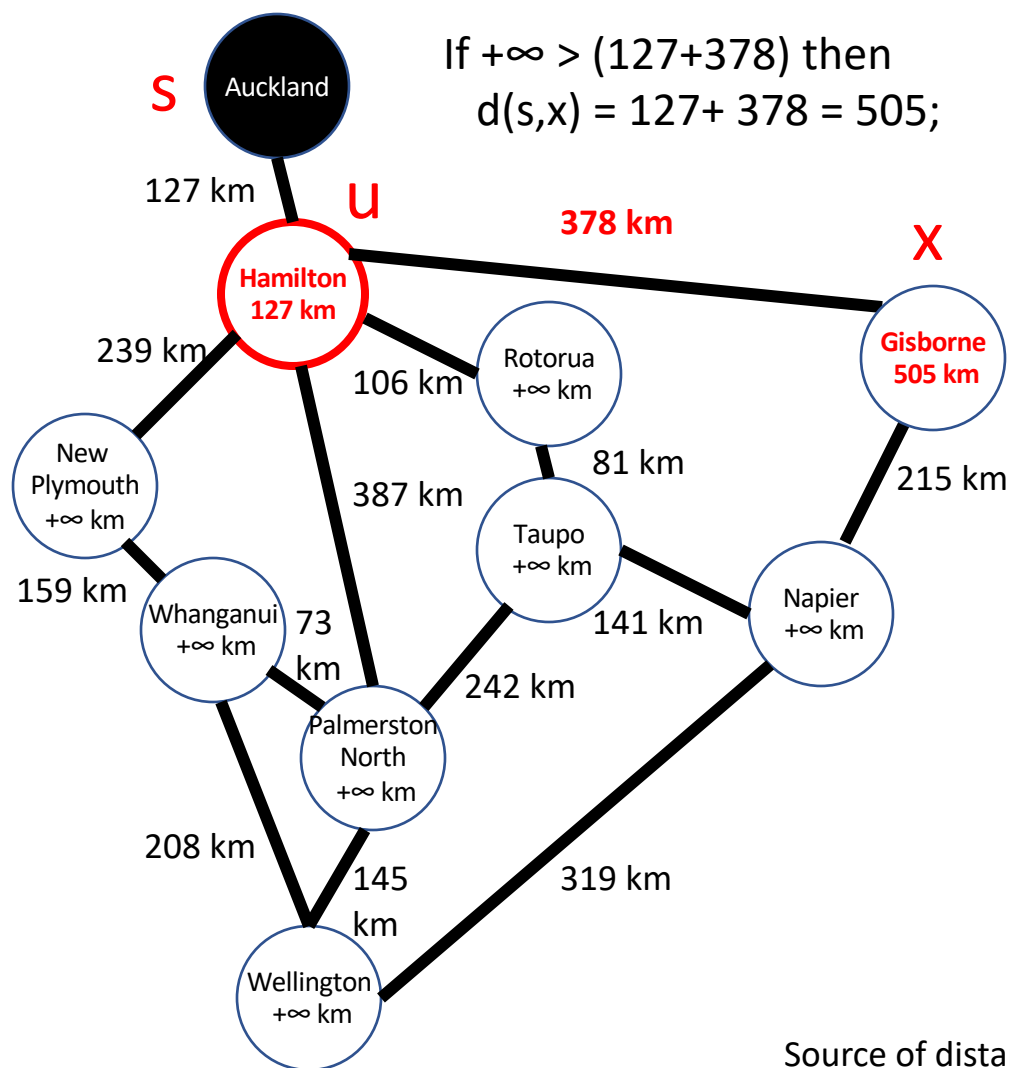 If +∞ > (127+378) then
d(s,x) = 127+ 378 = 505;
s
Auckland
127 km
u
378 km
x
Hamilton
127 km
239 km
106 km
Rotorua
+∞ km
Gisborne
505 km
New
Plymouth
+∞ km
387 km
81 km
215 km
Taupo
+∞ km
159 km
Whanganui
+∞ km
73
km
141 km
Napier
+∞ km
242 km
Palmerston
North
+∞ km
208 km
145
km
319 km
Wellington
+∞ km
Source of dista